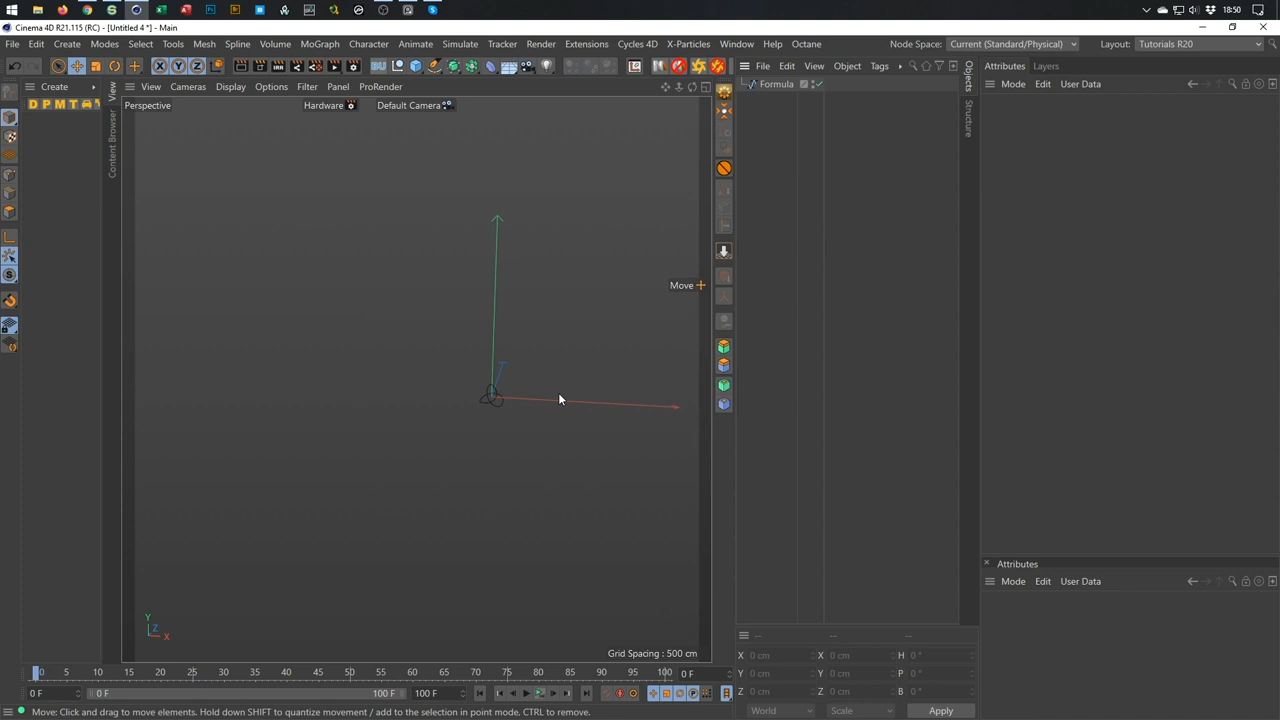 18:50
Cinema 4D R21.115 (RC) - [Untitled 4 *] - Main
File Edit Create Modes Select Tools Mesh Spline Volume MoGraph Character Animate Simulate Tracker Render Extensions Cycles 4D X-Particles Window Help Octane Node Space: Current (Standard/Physical) Layout: Tutorials R20
X Y Z
Create View Cameras Display Options Filter Panel ProRender File Edit View Object Tags Attributes Layers
D P M T
View
Content Browser
Perspective Hardware Default Camera
Formula
Objects
Structure
Mode Edit User Data
Move
Attributes
Mode Edit User Data
Y
Z
X
Grid Spacing : 500 cm
0 5 10 15 20 25 30 35 40 45 50 55 60 65 70 75 80 85 90 95 100 0 F
0 F 0 F 100 F 100 F
-- -- --
X 0 cm X 0 cm H 0 °
Y 0 cm Y 0 cm P 0 °
Z 0 cm Z 0 cm B 0 °
World Scale Apply
Move: Click and drag to move elements. Hold down SHIFT to quantize movement / add to the selection in point mode. CTRL to remove.